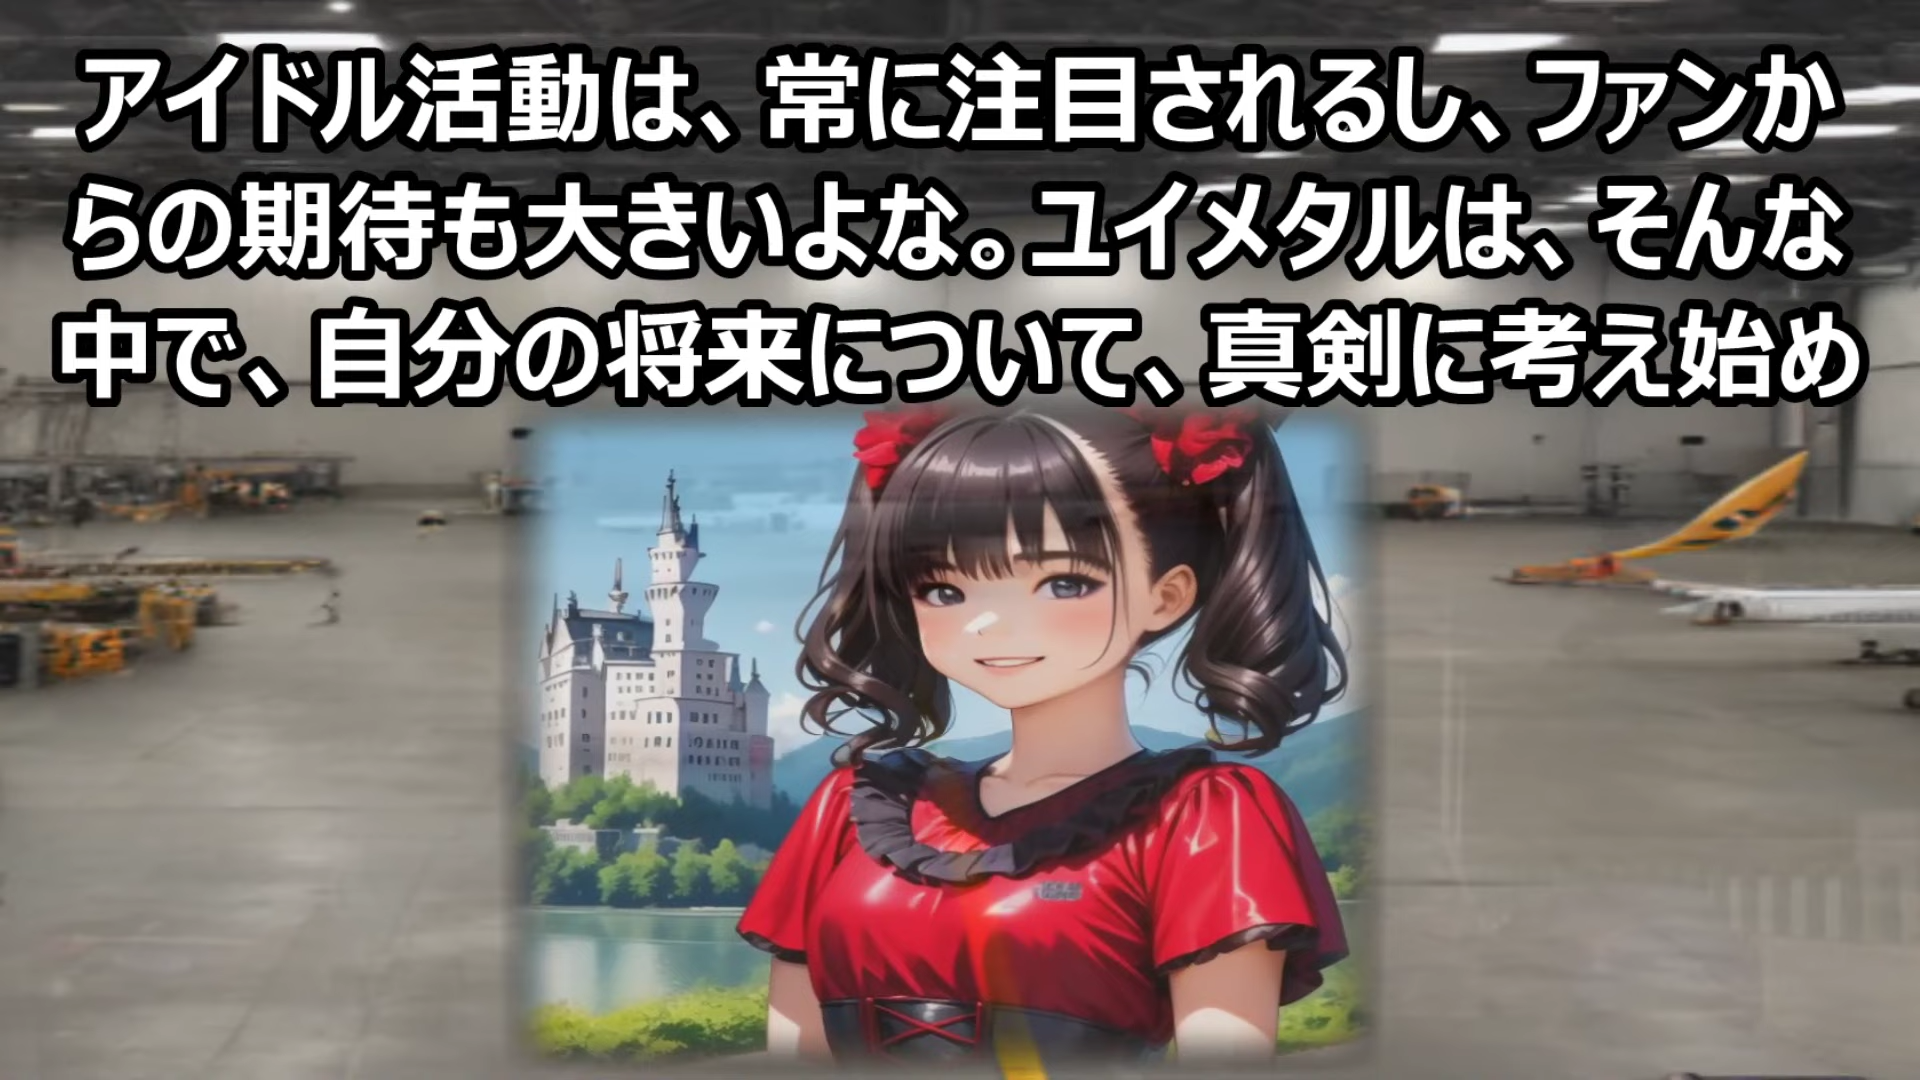 アイドル活動は、常に注目されるし、ファンか
らの期待も大きいよな。ユイメタルは、そんな
中で、自分の将来について、真剣に考え始め